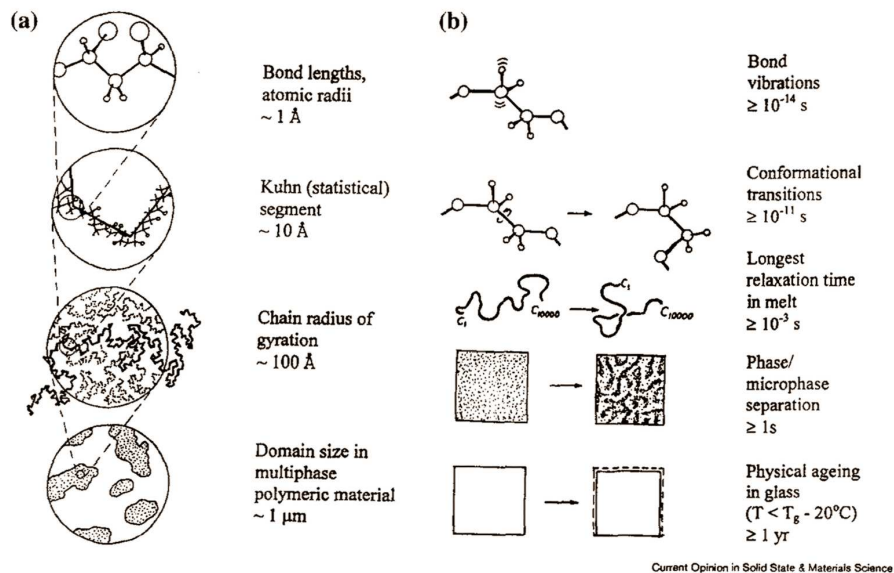 (a)
Bond lengths,
atomic radii
~ 1 Å
Kuhn (statistical)
segment
~ 10 Å
Chain radius of
gyration
~ 100 Å
Domain size in
multiphase
polymeric material
~ 1 µm
(b)
Bond
vibrations
≥ 10⁻¹⁴ s
Conformational
transitions
≥ 10⁻¹¹ s
C₁
C₁₀₀₀₀
C₁
C₁₀₀₀₀
Longest
relaxation time
in melt
≥ 10⁻³ s
Phase/
microphase
separation
≥ 1s
Physical ageing
in glass
(T < Tg - 20°C)
≥ 1 yr
Current Opinion in Solid State & Materials Science